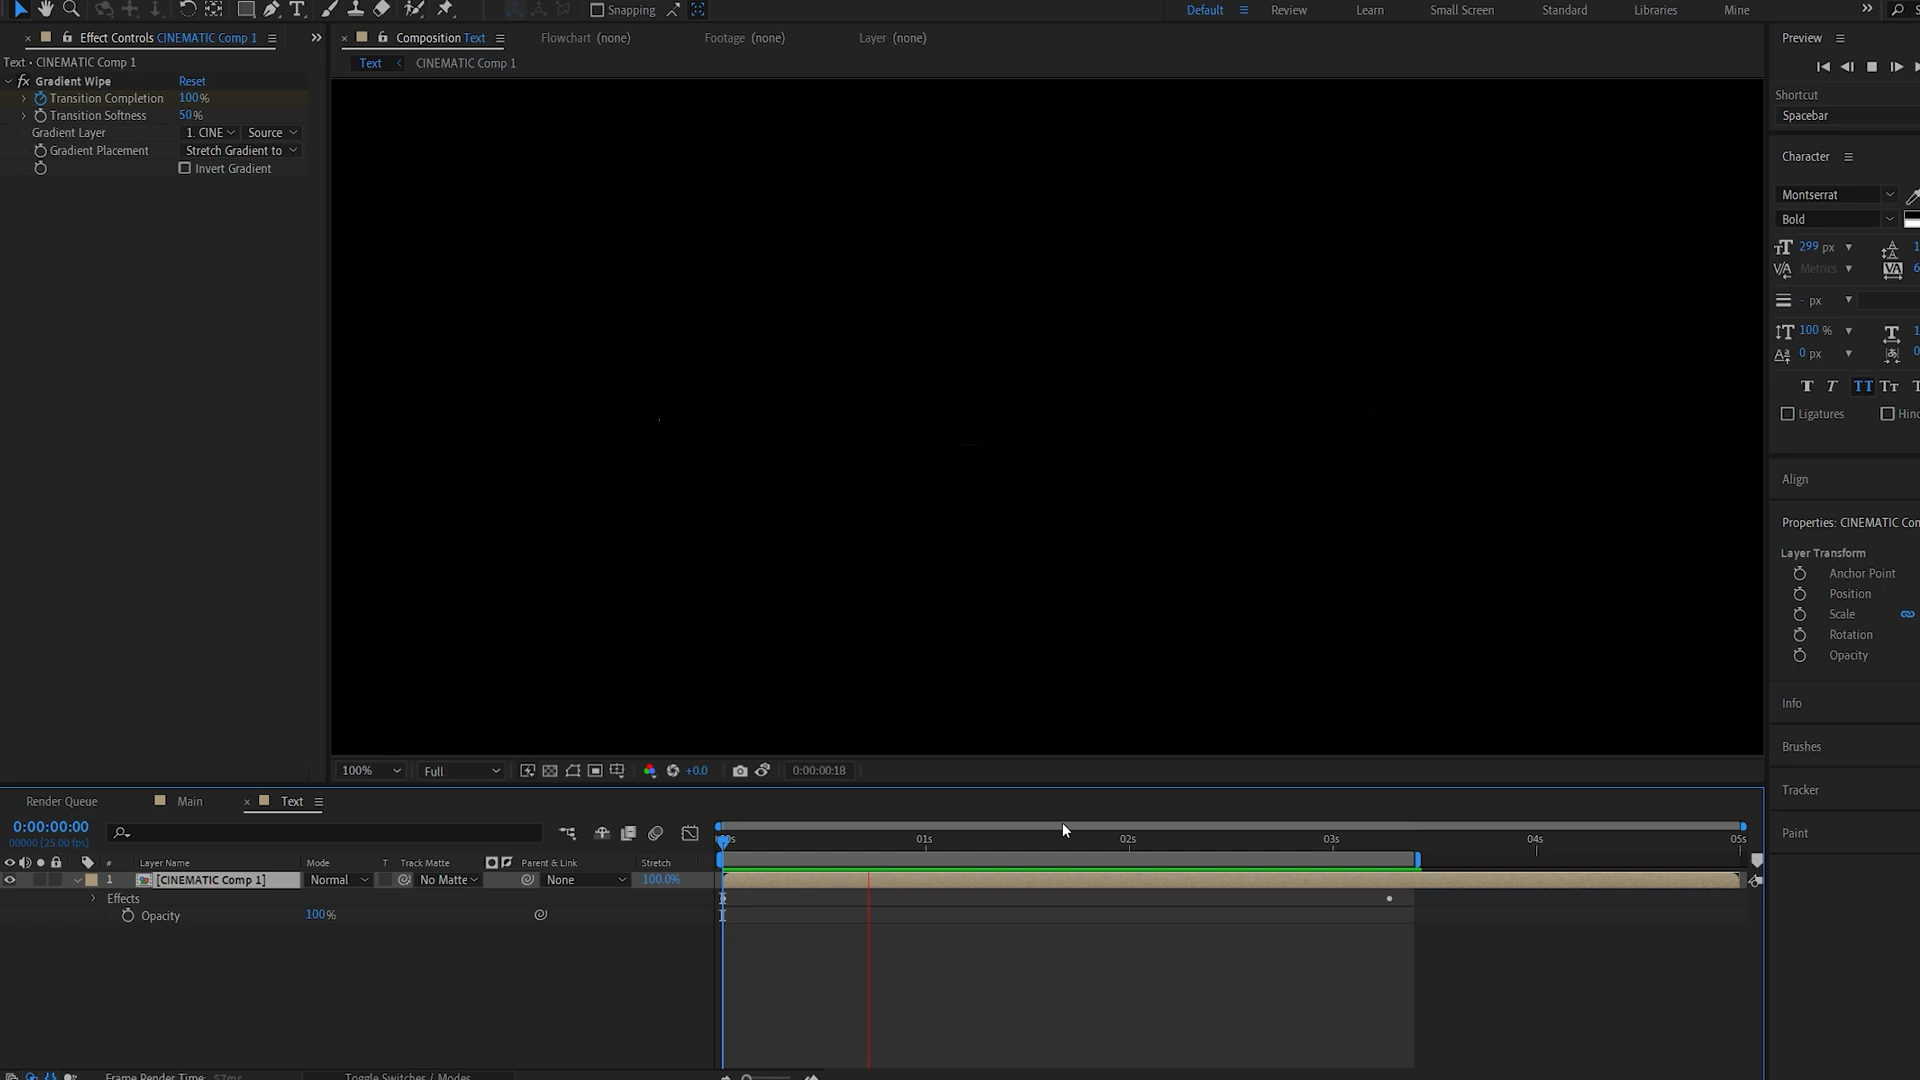 Snapping
Default
Review
Learn
Small Screen
Standard
Libraries
Mine
Effect Controls CINEMATIC Comp 1
Composition Text
Flowchart (none)
Footage (none)
Layer (none)
Preview
Text • CINEMATIC Comp 1
Text
CINEMATIC Comp 1
fx Gradient Wipe
Reset
Transition Completion
100%
Transition Softness
50%
Gradient Layer
1. CINE
Source
Gradient Placement
Stretch Gradient to
Invert Gradient
Shortcut
Spacebar
Character
Montserrat
Bold
299 px
Metrics
- px
100 %
0 px
Ligatures
Align
Properties: CINEMATIC Con
Layer Transform
Anchor Point
Position
Scale
Rotation
Opacity
Info
Brushes
Tracker
Paint
100%
Full
+0.0
0:00:00:18
Render Queue
Main
Text
0:00:00:00
00000 (25.00 fps)
01s
02s
03s
04s
05s
#
Layer Name
Mode
T
Track Matte
Parent & Link
Stretch
1
[CINEMATIC Comp 1]
Normal
No Matte
None
100.0%
Effects
Opacity
100%
Frame Render Time: 57ms
Toggle Switches / Modes